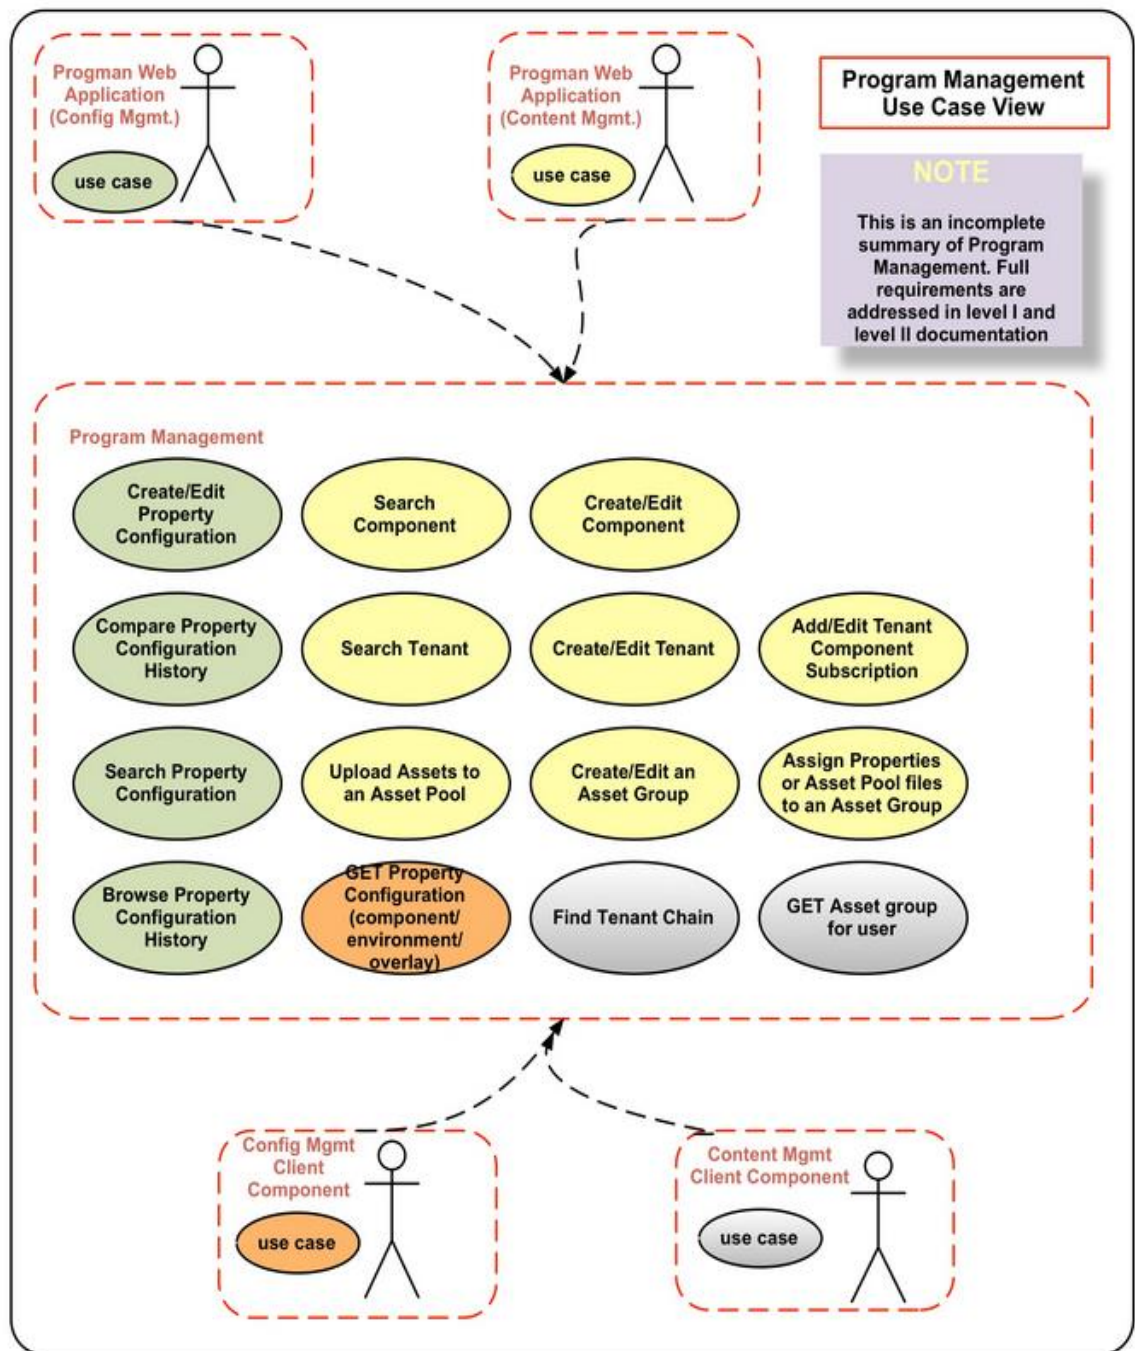 Progman Web
Application
(Config Mgmt.)
use case
Progman Web
Application
(Content Mgmt.)
use case
Program Management
Use Case View
NOTE
This is an incomplete
summary of Program
Management. Full
requirements are
addressed in level I and
level II documentation
Program Management
Create/Edit
Property
Configuration
Search
Component
Create/Edit
Component
Compare Property
Configuration
History
Search Tenant
Create/Edit Tenant
Add/Edit Tenant
Component
Subscription
Search Property
Configuration
Upload Assets to
an Asset Pool
Create/Edit an
Asset Group
Assign Properties
or Asset Pool files
to an Asset Group
Browse Property
Configuration
History
GET Property
Configuration
(component/
environment/
overlay)
Find Tenant Chain
GET Asset group
for user
Config Mgmt
Client
Component
use case
Content Mgmt
Client Component
use case